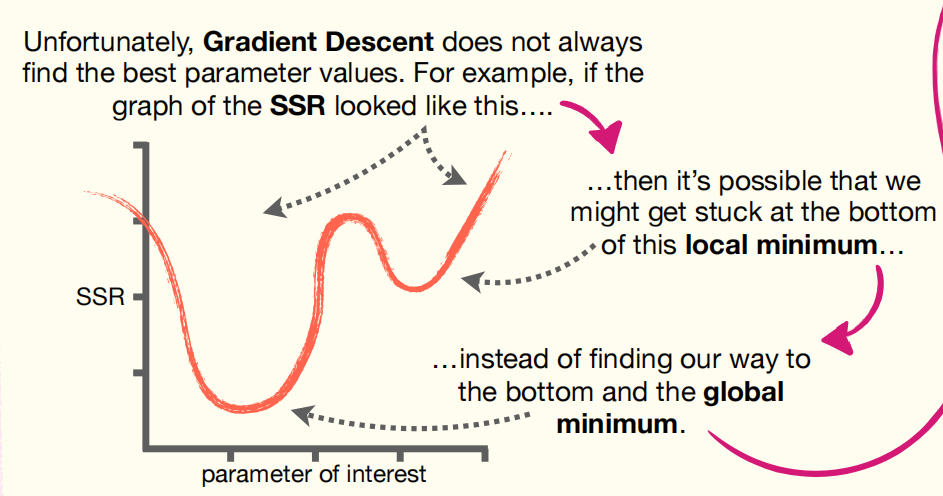 Unfortunately, Gradient Descent does not always
find the best parameter values. For example, if the
graph of the SSR looked like this….
…then it’s possible that we
might get stuck at the bottom
of this local minimum…
SSR
…instead of finding our way to
the bottom and the global
minimum.
parameter of interest